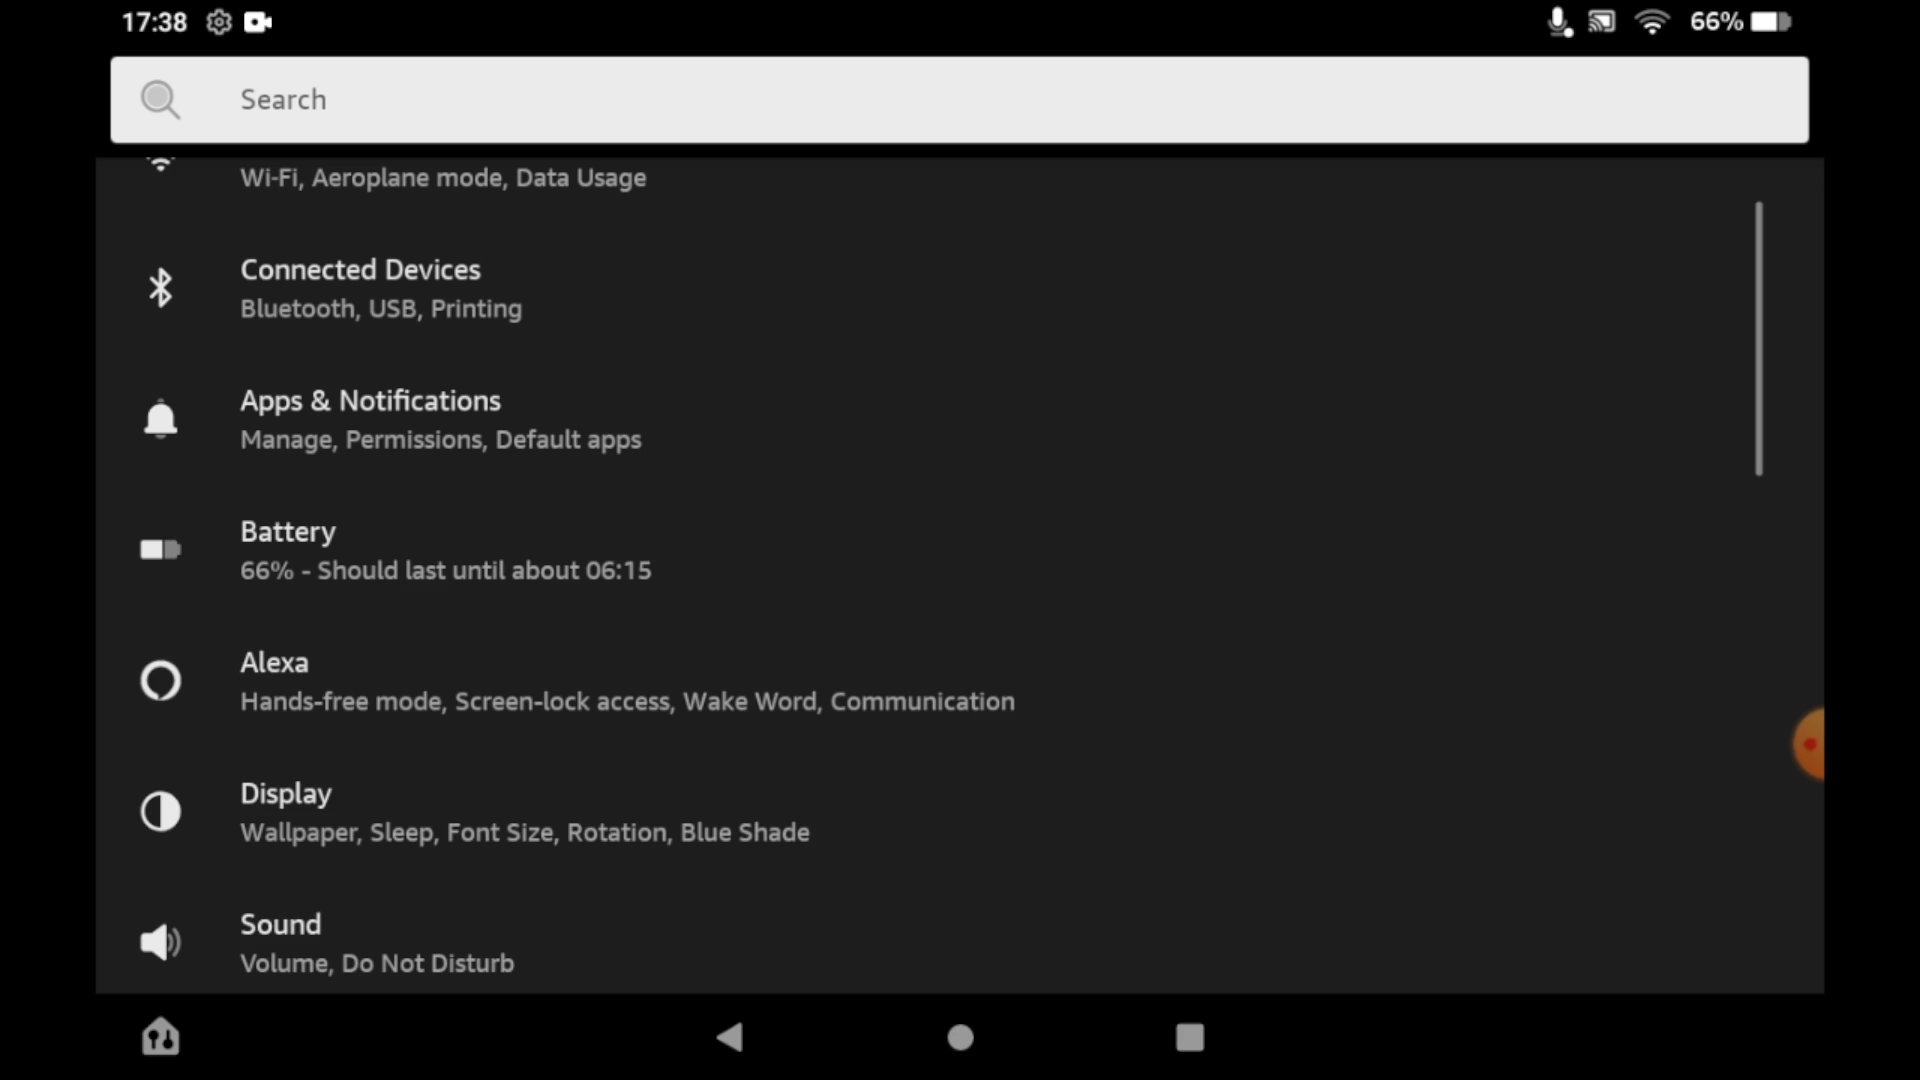 17:38
66%
Search
Wi-Fi, Aeroplane mode, Data Usage
Connected Devices
Bluetooth, USB, Printing
Apps & Notifications
Manage, Permissions, Default apps
Battery
66% - Should last until about 06:15
Alexa
Hands-free mode, Screen-lock access, Wake Word, Communication
Display
Wallpaper, Sleep, Font Size, Rotation, Blue Shade
Sound
Volume, Do Not Disturb